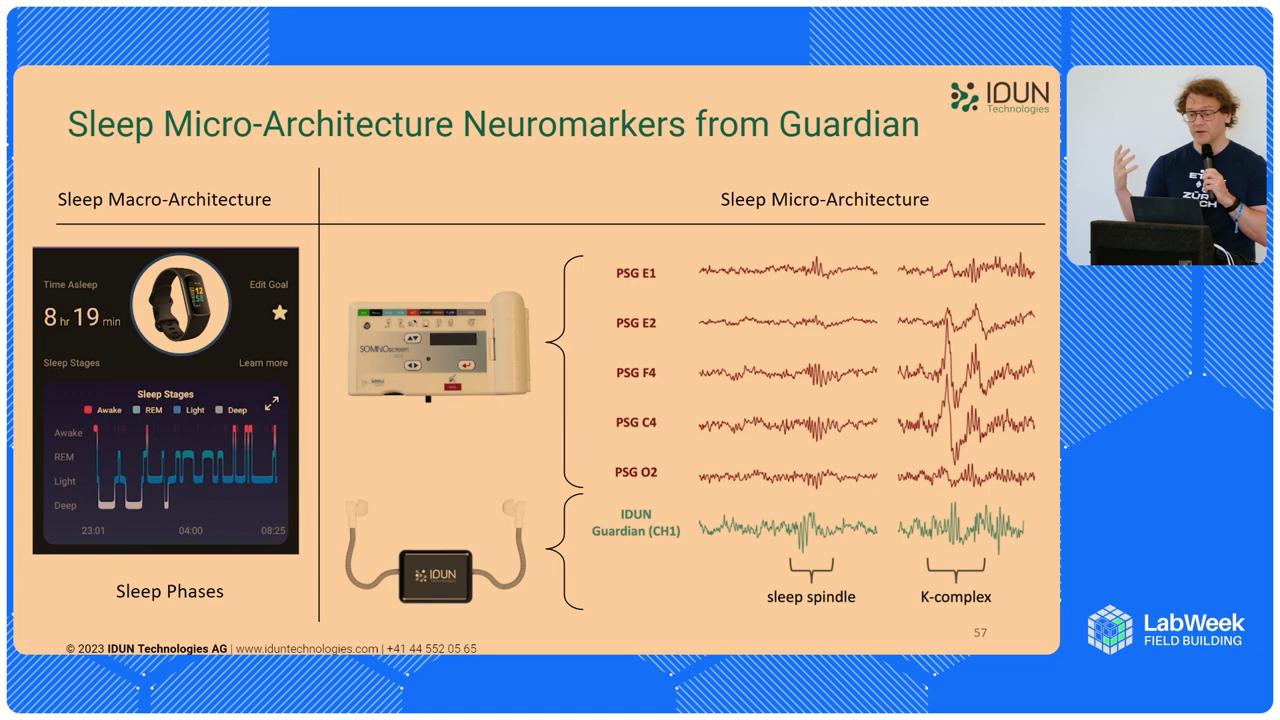 IDUN
Technologies
Sleep Micro-Architecture Neuromarkers from Guardian
Sleep Macro-Architecture
Sleep Micro-Architecture
Time Asleep
Edit Goal
8 hr 19 min
Sleep Stages
Learn more
Sleep Stages
Awake REM Light Deep
Awake
REM
Light
Deep
23:01 04:00 08:25
Sleep Phases
SOMNOscreen
IDUN
PSG E1
PSG E2
PSG F4
PSG C4
PSG O2
IDUN
Guardian (CH1)
sleep spindle
K-complex
57
© 2023 IDUN Technologies AG | www.iduntechnologies.com | +41 44 552 05 65
LabWeek
FIELD BUILDING